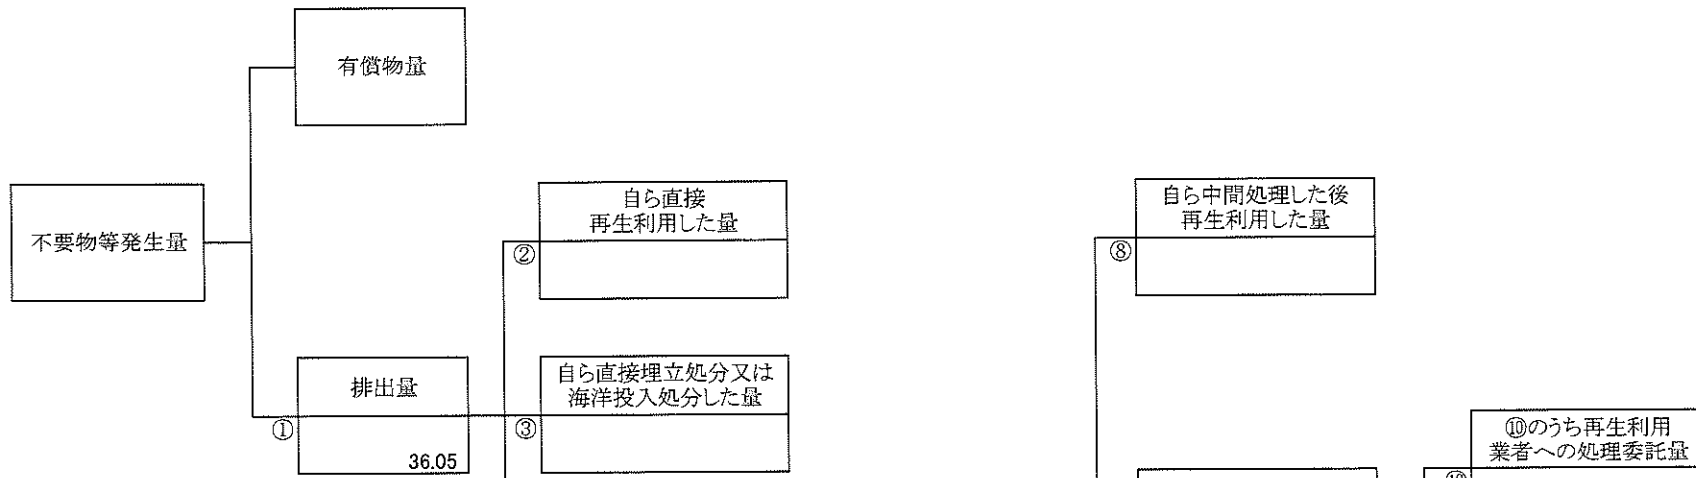 有償物量
不要物等発生量
自ら直接
再生利用した量
②
自ら中間処理した後
再生利用した量
⑧
排出量
①
36.05
自ら直接埋立処分又は
海洋投入処分した量
③
⑩のうち再生利用
業者への処理委託量